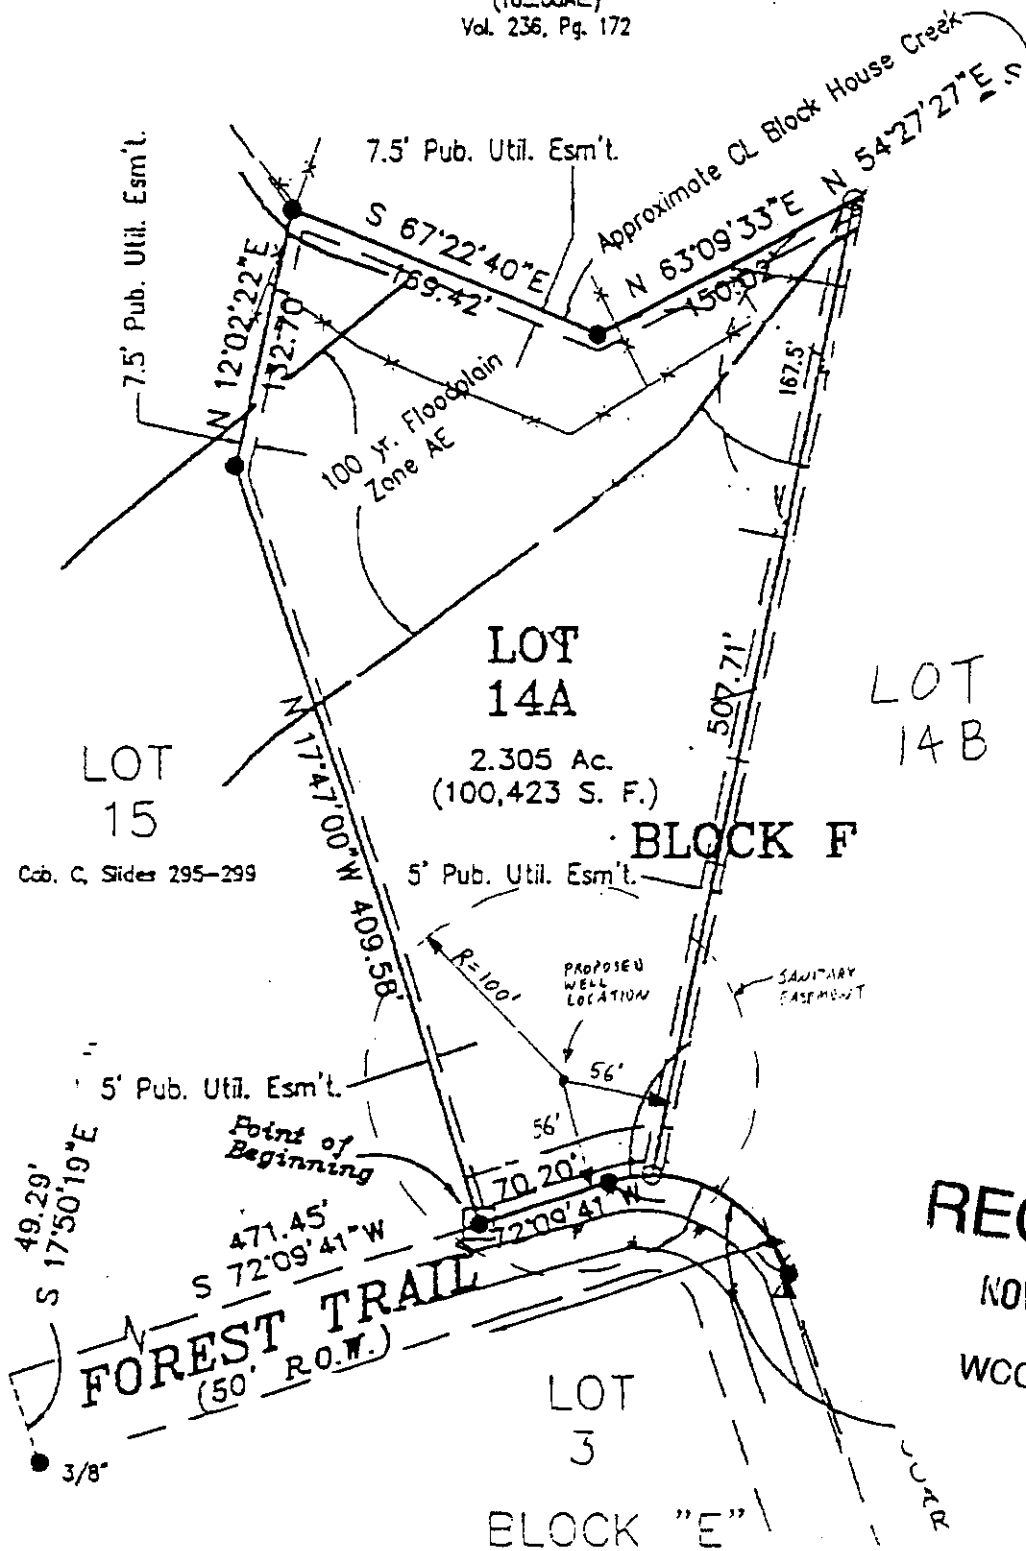 Vol. 236, Pg. 172
Approximate CL Block House Creek
N 54°27'27"E
7.5' Pub. Util. Esm't.
7.5' Pub. Util. Esm't.
S 67°22'40"E
169.42'
N 63°09'33"E
150.02'
N 12°02'22"E
132.70'
167.5'
100 yr. Floodplain
Zone AE
LOT
14A
2.305 Ac.
(100,423 S. F.)
507.71'
LOT
14B
LOT
15
Cab. C, Slides 295-299
N 17°47'00"W 409.58'
BLOCK F
5' Pub. Util. Esm't.
R=100'
PROPOSED
WELL
LOCATION
SANITARY
EASEMENT
56'
5' Pub. Util. Esm't.
56'
Point of
Beginning
70.20'
72°09'41" W
49.29'
S 17°50'19"E
471.45'
S 72°09'41"W
FOREST TRAIL
(50' R.O.W.)
3/8"
LOT
3
BLOCK "E"